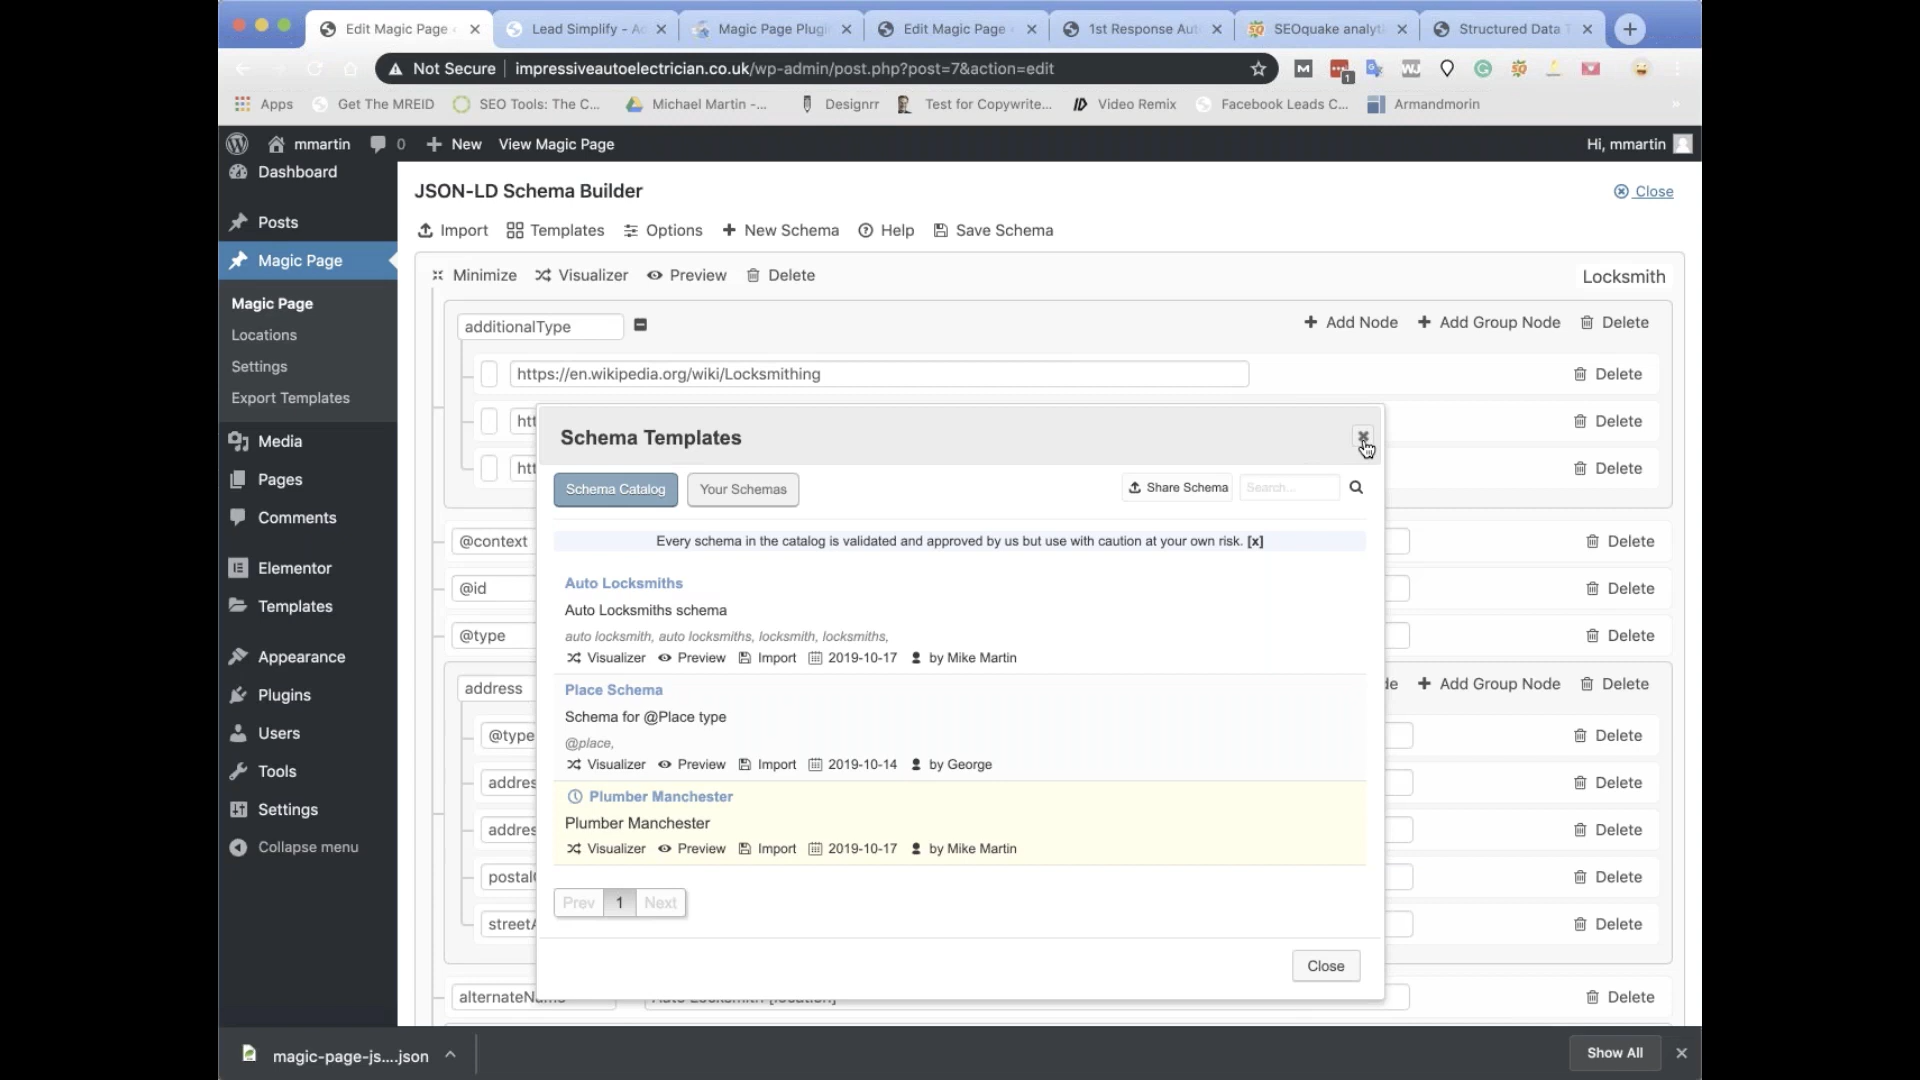 Edit Magic Page
Lead Simplify - Ad
Magic Page Plugi
Edit Magic Page
1st Response Aut
SEOquake analyti
Structured Data T
Not Secure
impressiveautoelectrician.co.uk/wp-admin/post.php?post=7&action=edit
1
Apps
Get The MREID
SEO Tools: The C...
Michael Martin -...
Designrr
Test for Copywrite...
Video Remix
Facebook Leads C...
Armandmorin
mmartin
0
New
View Magic Page
Hi, mmartin
Dashboard
Posts
Magic Page
Magic Page
Locations
Settings
Export Templates
Media
Pages
Comments
Elementor
Templates
Appearance
Plugins
Users
Tools
Settings
Collapse menu
JSON-LD Schema Builder
Close
Import
Templates
Options
New Schema
Help
Save Schema
Minimize
Visualizer
Preview
Delete
Locksmith
additionalType
Add Node
Add Group Node
Delete
https://en.wikipedia.org/wiki/Locksmithing
Delete
htt
Delete
htt
Delete
@context
Delete
@id
Delete
@type
Delete
address
de
Add Group Node
Delete
@type
Delete
addres
Delete
addres
Delete
postal
Delete
streetA
Delete
Delete
Schema Templates
Schema Catalog
Your Schemas
Share Schema
Search...
Every schema in the catalog is validated and approved by us but use with caution at your own risk. [x]
Auto Locksmiths
Auto Locksmiths schema
auto locksmith, auto locksmiths, locksmith, locksmiths,
Visualizer
Preview
Import
2019-10-17
by Mike Martin
Place Schema
Schema for @Place type
@place,
Visualizer
Preview
Import
2019-10-14
by George
Plumber Manchester
Plumber Manchester
Visualizer
Preview
Import
2019-10-17
by Mike Martin
Prev
1
Next
Close
magic-page-js....json
Show All